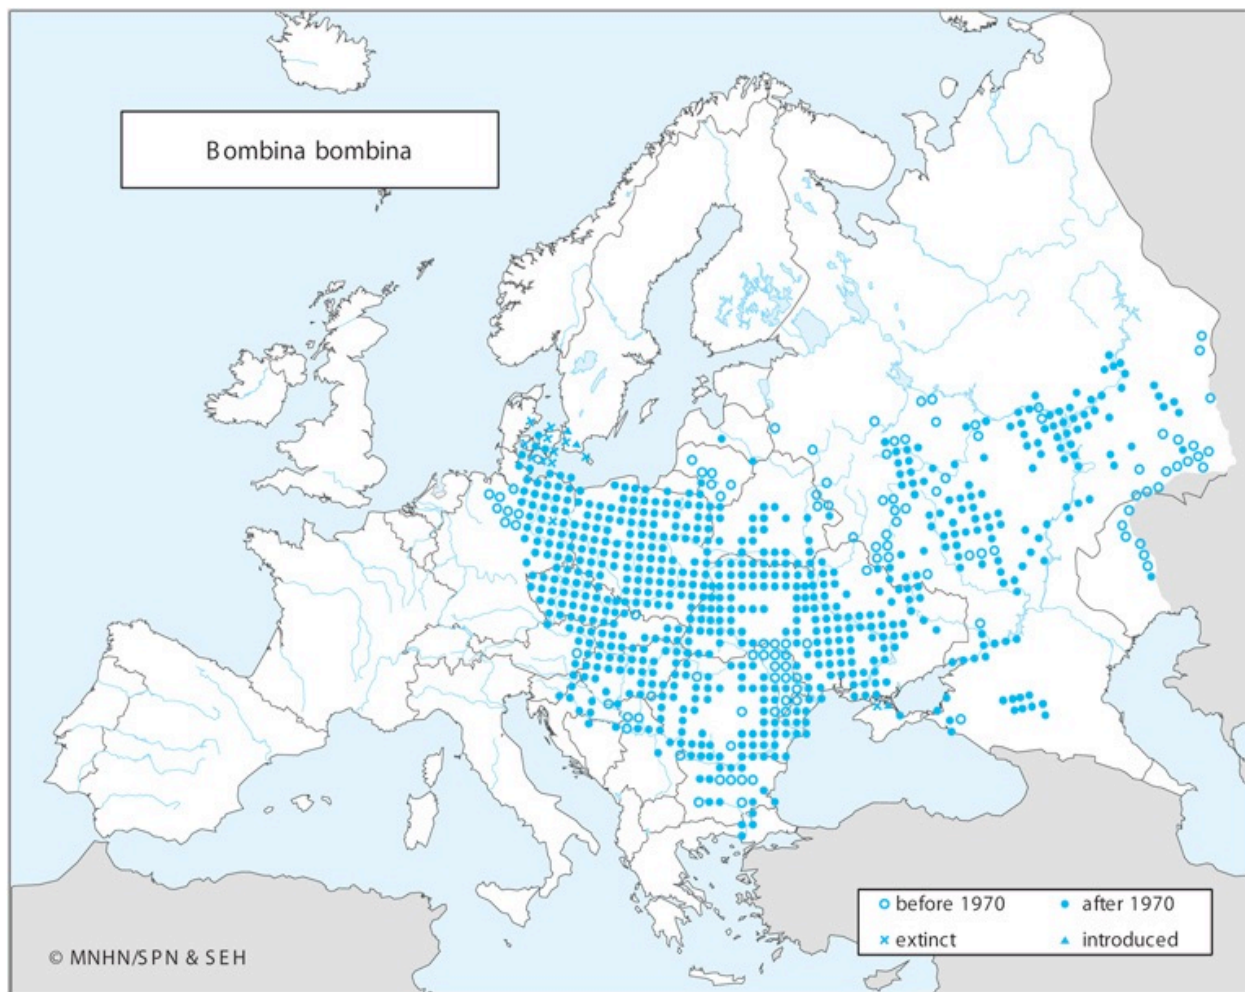 Bombina bombina
before 1970
after 1970
extinct
introduced
© MNHN/SPN & SEH